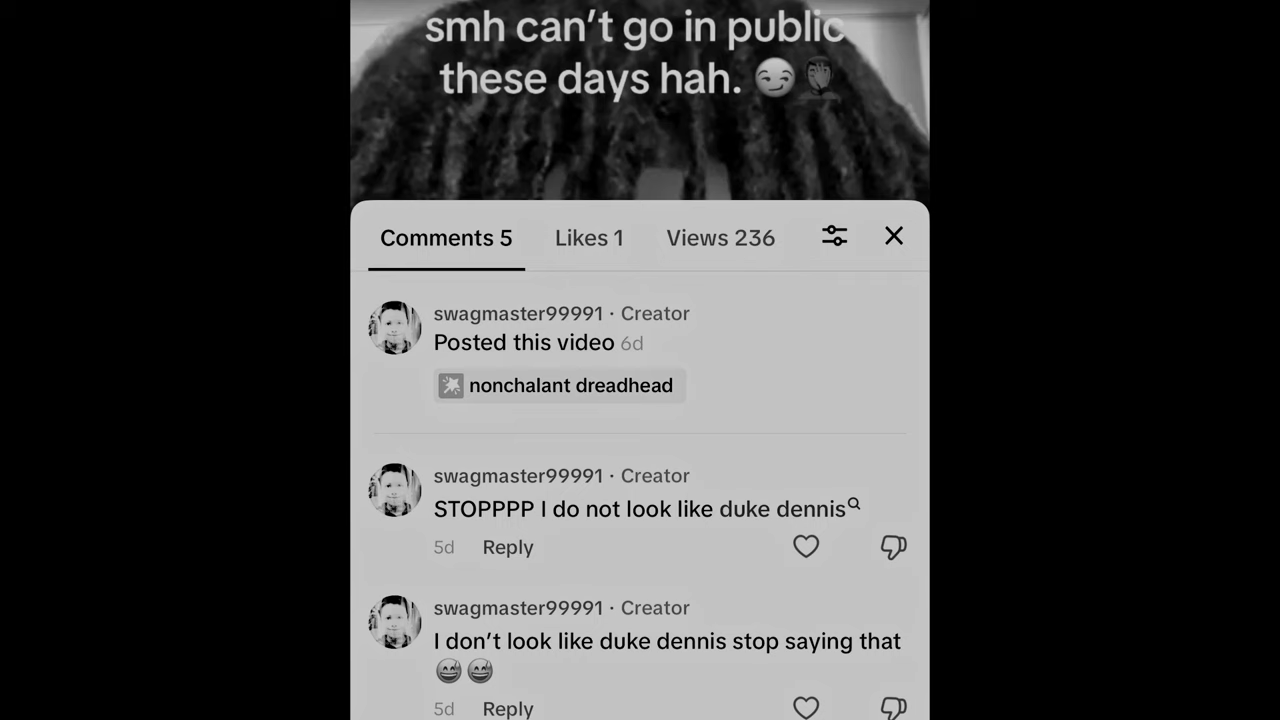 smh can't go in public
these days hah. 😏🤦🏿‍♂️
Comments 5 Likes 1 Views 236
swagmaster99991 · Creator
Posted this video 6d
nonchalant dreadhead
swagmaster99991 · Creator
STOPPPP I do not look like duke dennis
5d Reply
swagmaster99991 · Creator
I don't look like duke dennis stop saying that
😅😅
5d Reply